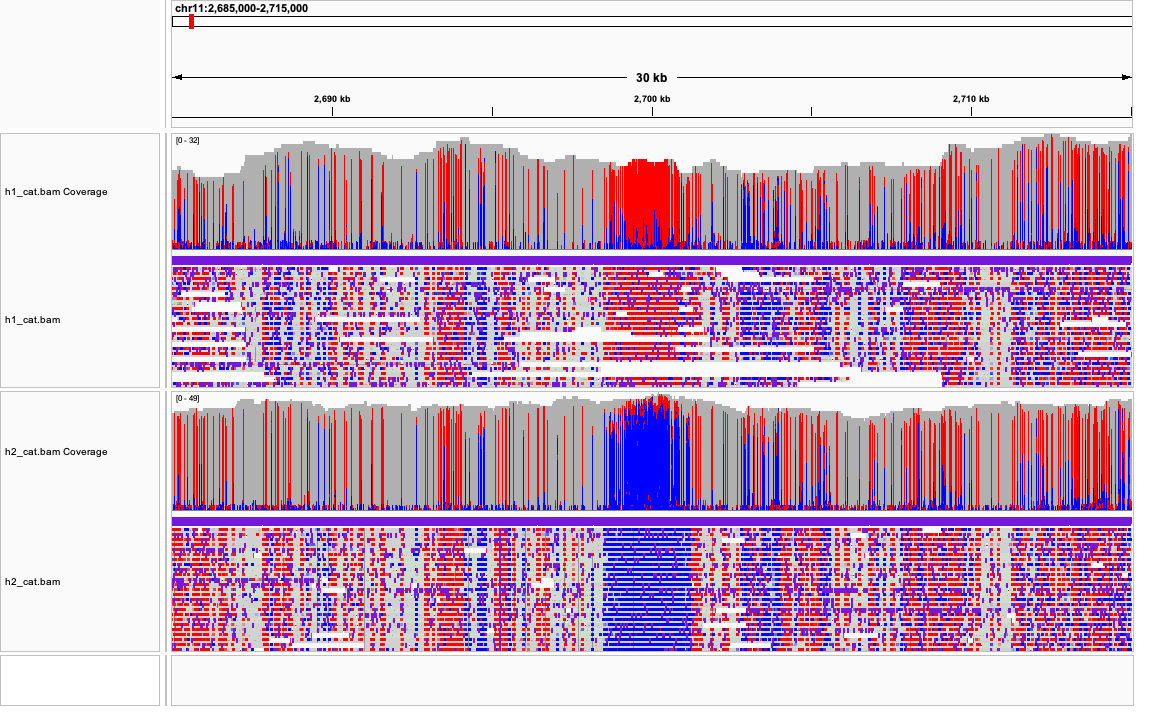 chr11:2,685,000-2,715,000
30 kb
2,690 kb 2,700 kb 2,710 kb
[0 - 32]
h1_cat.bam Coverage
h1_cat.bam
[0 - 49]
h2_cat.bam Coverage
h2_cat.bam